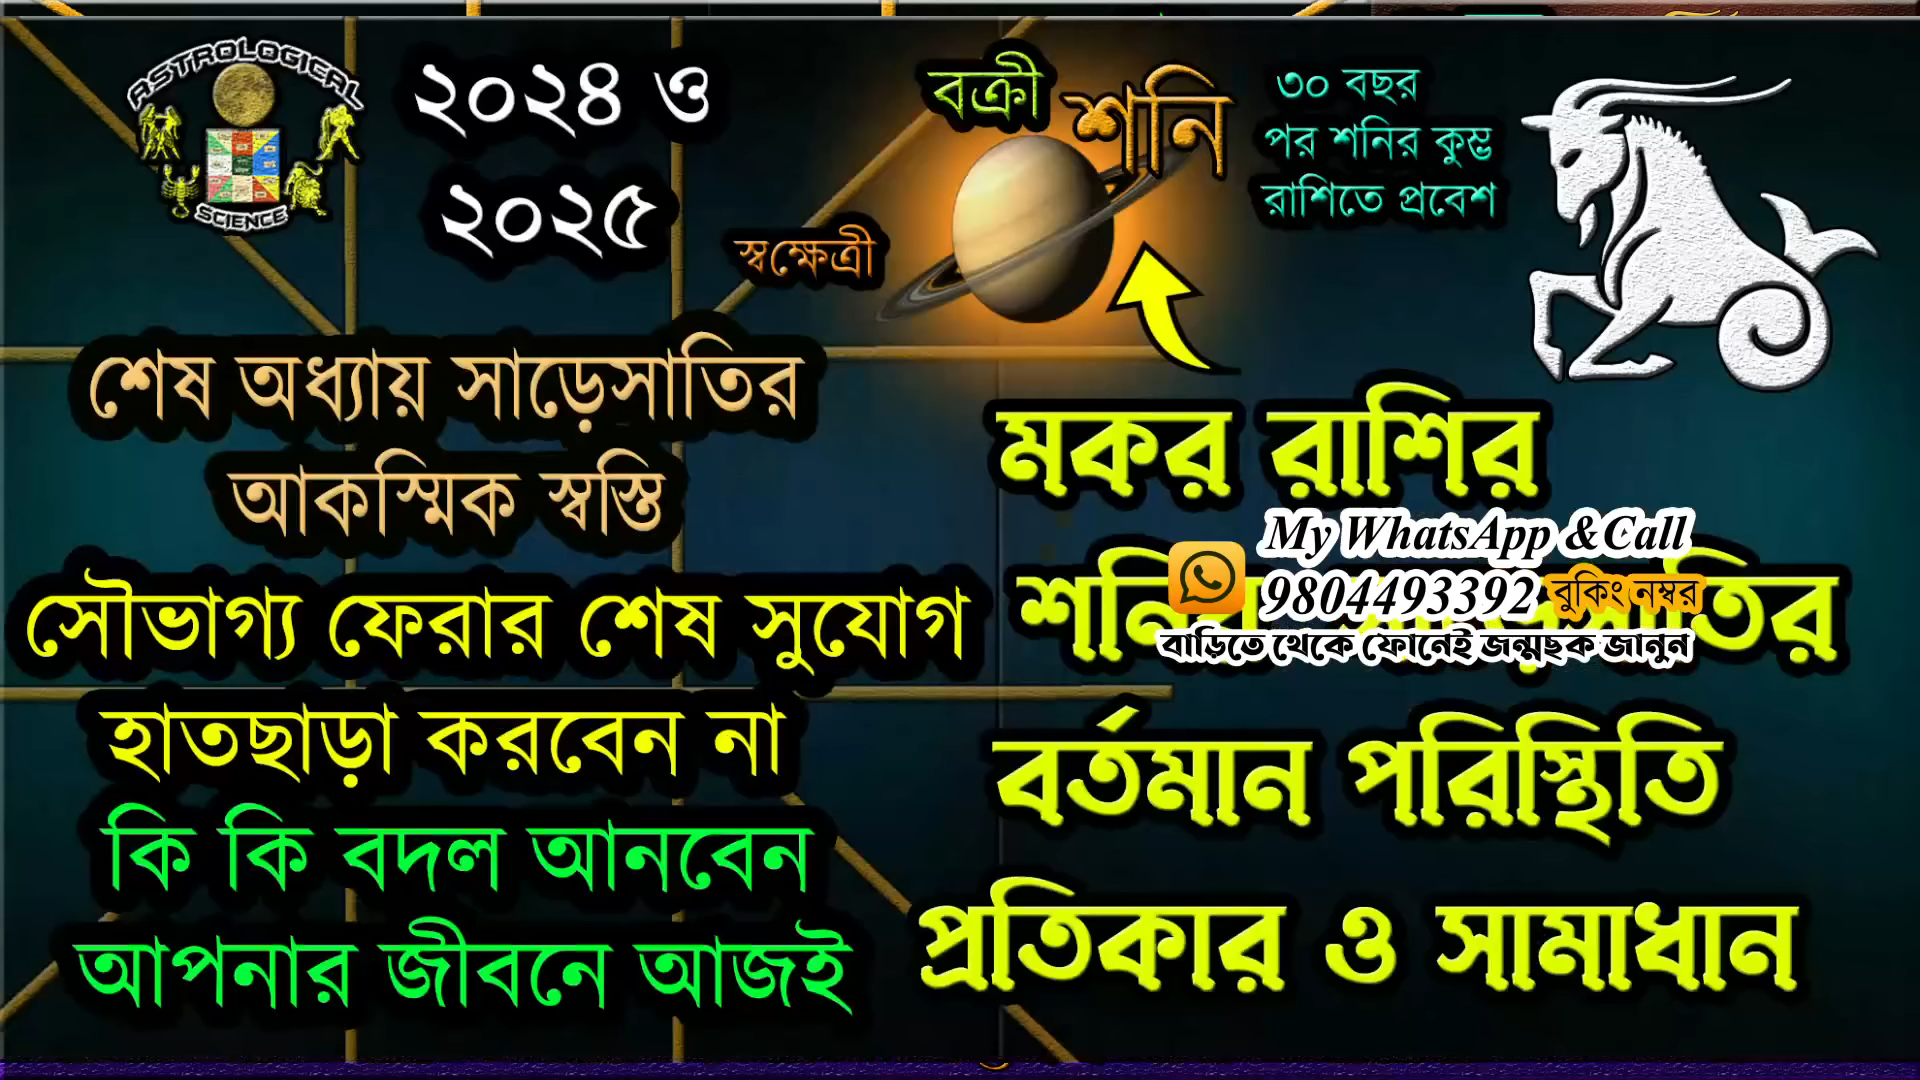 ASTROLOGICAL
SCIENCE
২০২৪ ও
২০২৫
স্বক্ষেত্রী
বক্রী
শনি
৩০ বছর
পর শনির কুম্ভ
রাশিতে প্রবেশ
শেষ অধ্যায় সাড়েসাতির
আকস্মিক স্বস্তি
সৌভাগ্য ফেরার শেষ সুযোগ
হাতছাড়া করবেন না
কি কি বদল আনবেন
আপনার জীবনে আজই
মকর রাশির
My WhatsApp &Call
9804493392 বুকিং নম্বর
বাড়িতে থেকে ফোনেই জন্মছক জানুন
বর্তমান পরিস্থিতি
প্রতিকার ও সামাধান